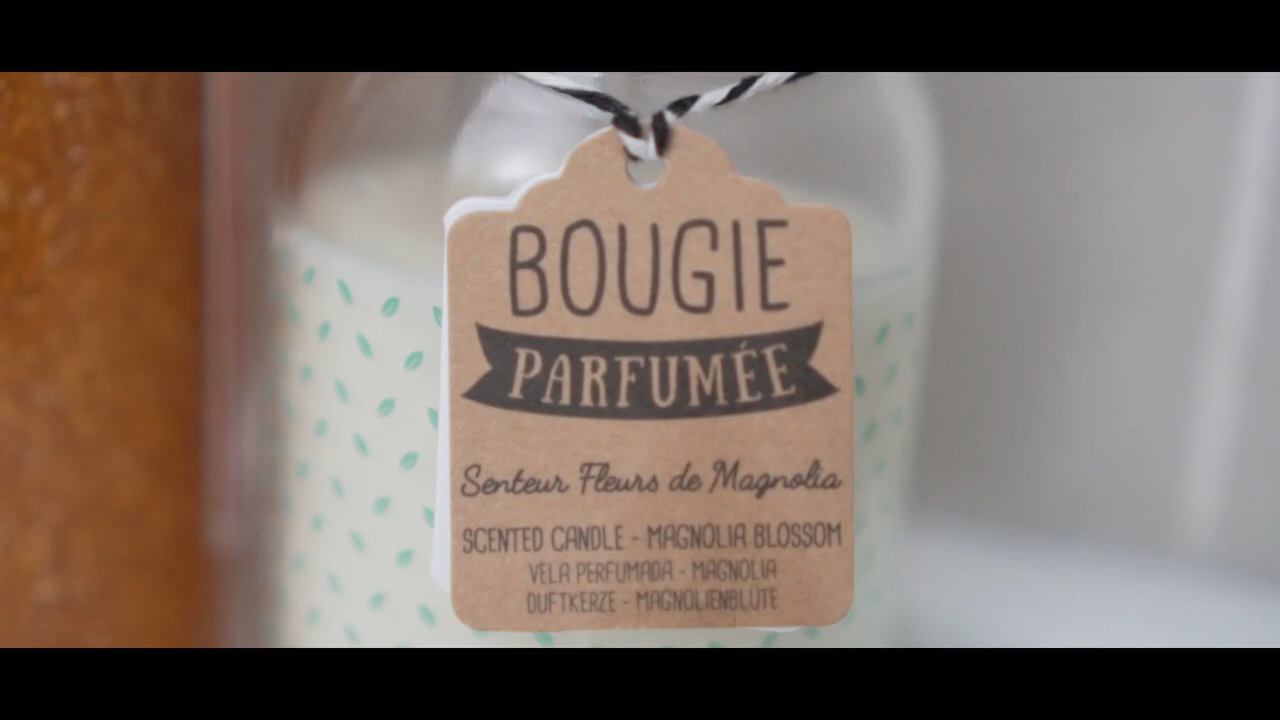 BOUGIE
PARFUMÉE
Senteur Fleurs de Magnolia
SCENTED CANDLE - MAGNOLIA BLOSSOM
VELA PERFUMADA - MAGNOLIA
DUFTKERZE - MAGNOLIENBLÜTE